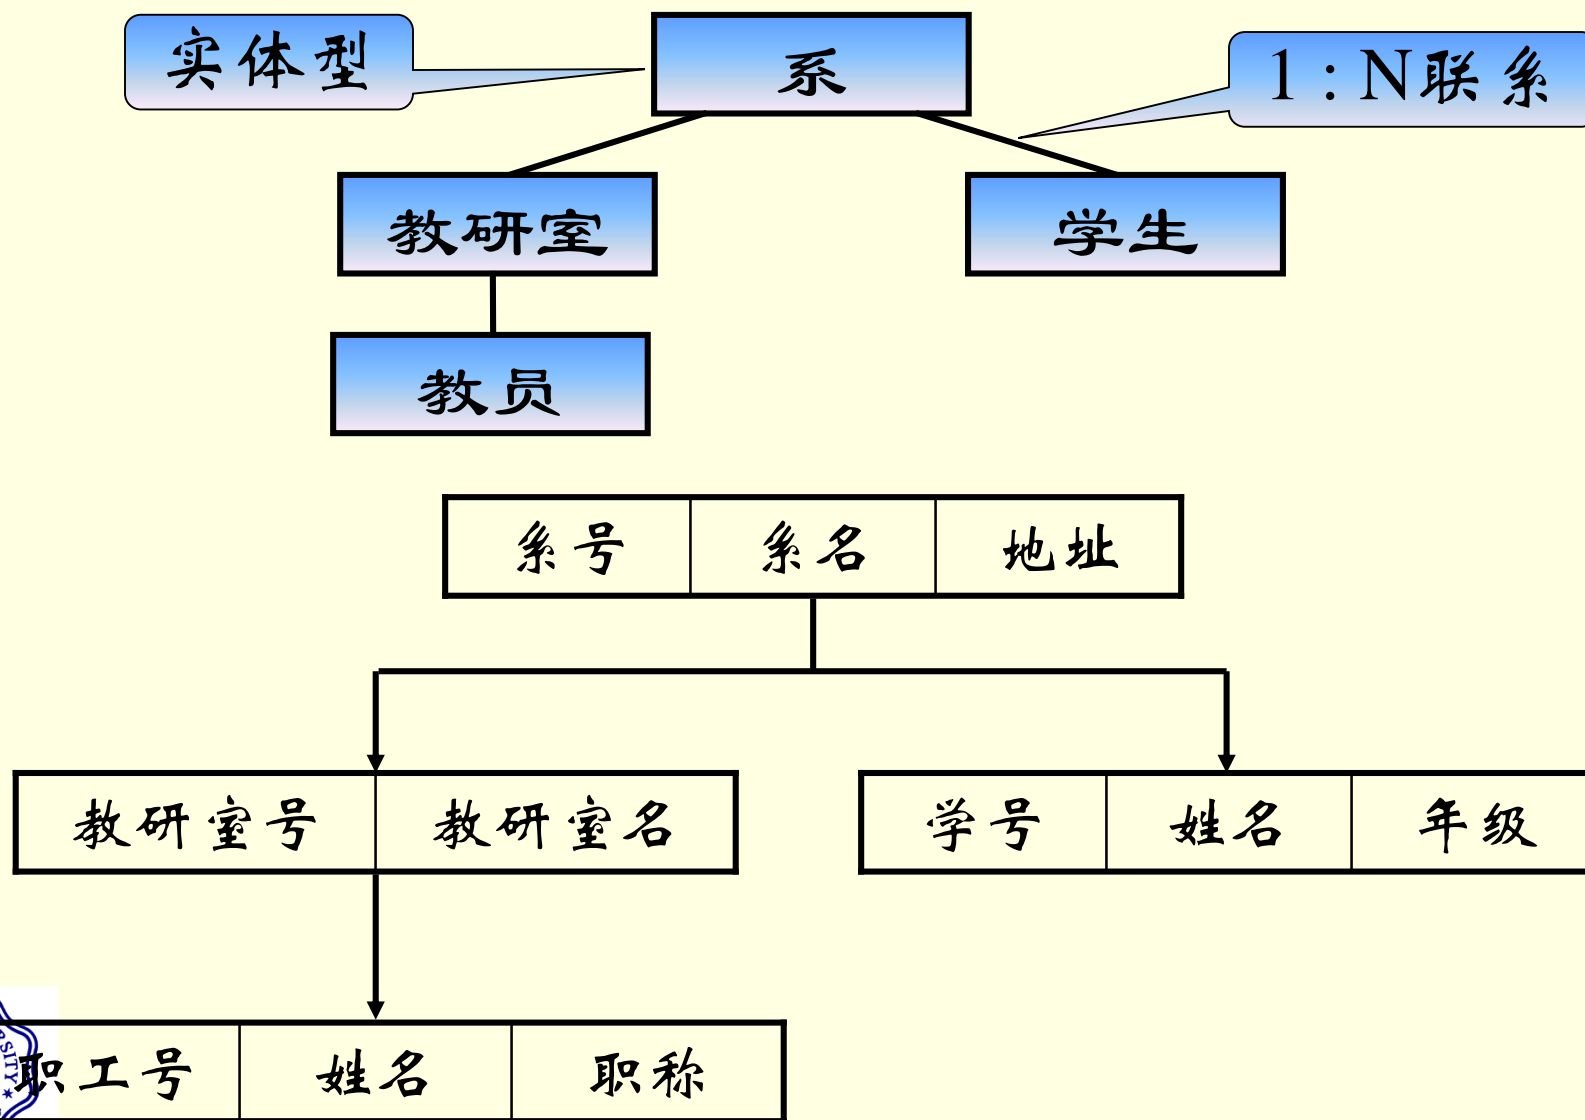 实体型
系
1:N联系
教研室
学生
教员
系号 系名 地址
教研室号 教研室名
学号 姓名 年级
职工号 姓名 职称